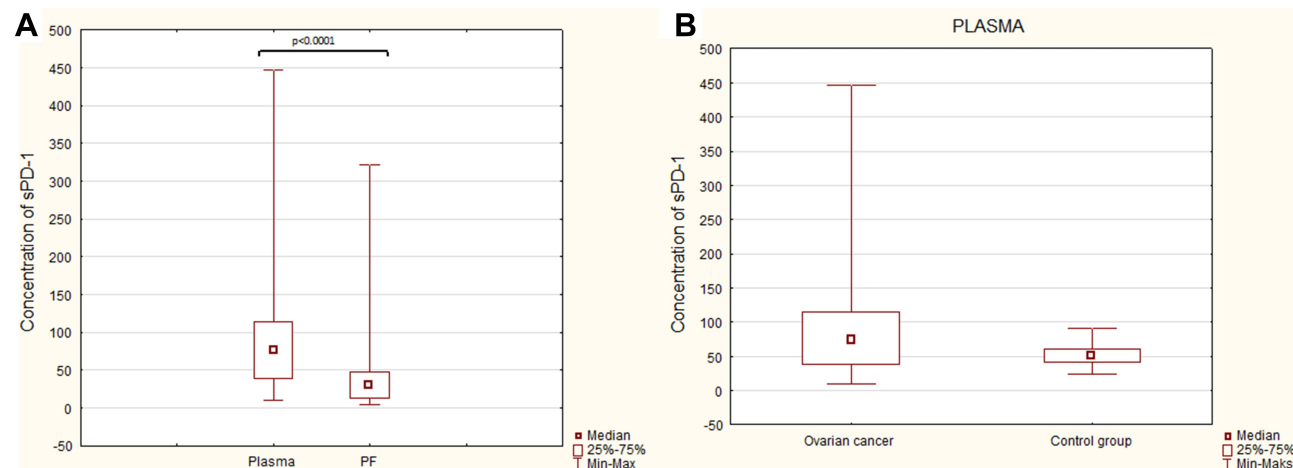 A
500
450
400
350
300
250
200
150
100
50
0
-50
Concentration of sPD-1
p<0.0001
Plasma
PF
Median
25%-75%
Min-Max
B
PLASMA
500
450
400
350
300
250
200
150
100
50
0
-50
Concentration of sPD-1
Ovarian cancer
Control group
Median
25%-75%
Min-Maks